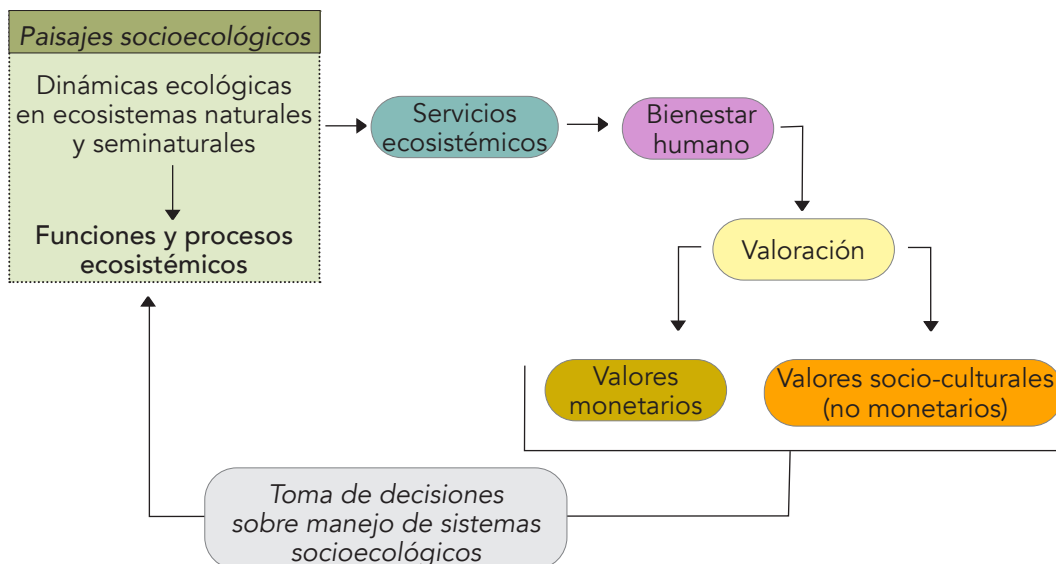 Paisajes socioecológicos
Dinámicas ecológicas
en ecosistemas naturales
y seminaturales
Funciones y procesos
ecosistémicos
Servicios
ecosistémicos
Bienestar
humano
Valoración
Valores
monetarios
Valores socio-culturales
(no monetarios)
Toma de decisiones
sobre manejo de sistemas
socioecológicos